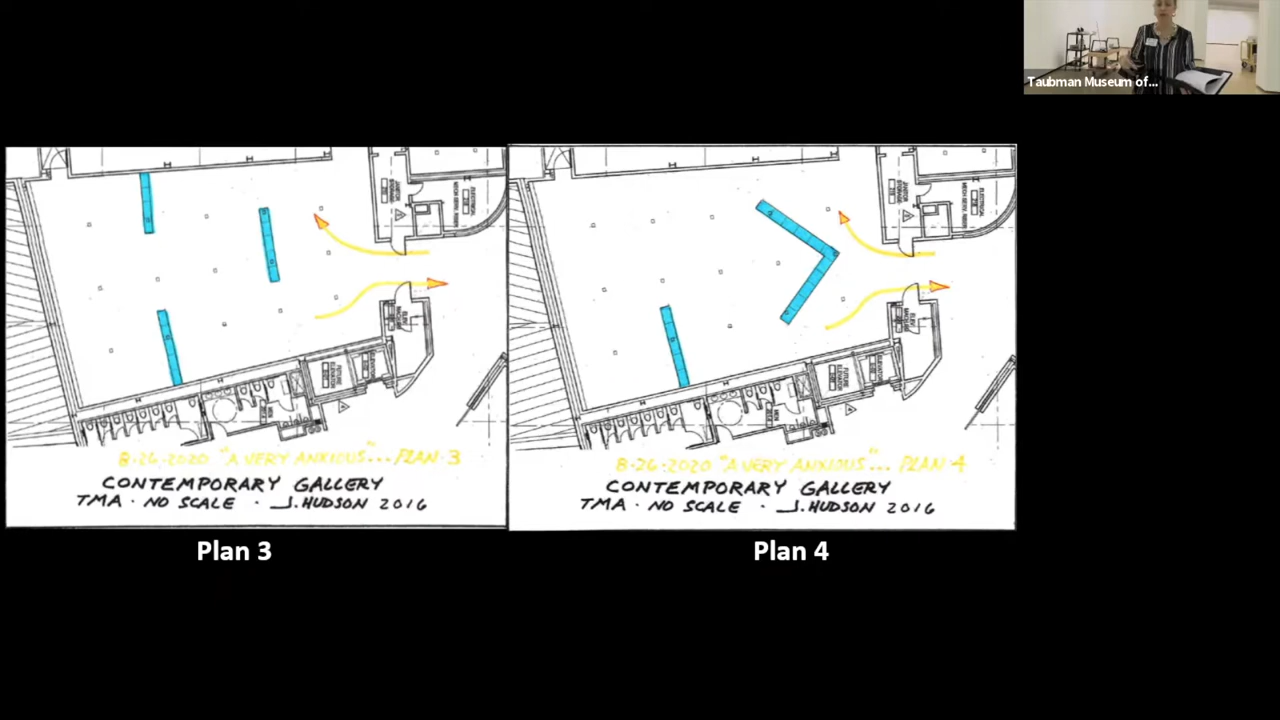 Taubman Museum of...
8-26-2020 "A VERY ANXIOUS"... PLAN-3
CONTEMPORARY GALLERY
TMA · NO SCALE · J. HUDSON 2016
Plan 3
8-26-2020 "A VERY ANXIOUS"... PLAN-4
CONTEMPORARY GALLERY
TMA · NO SCALE · J. HUDSON 2016
Plan 4